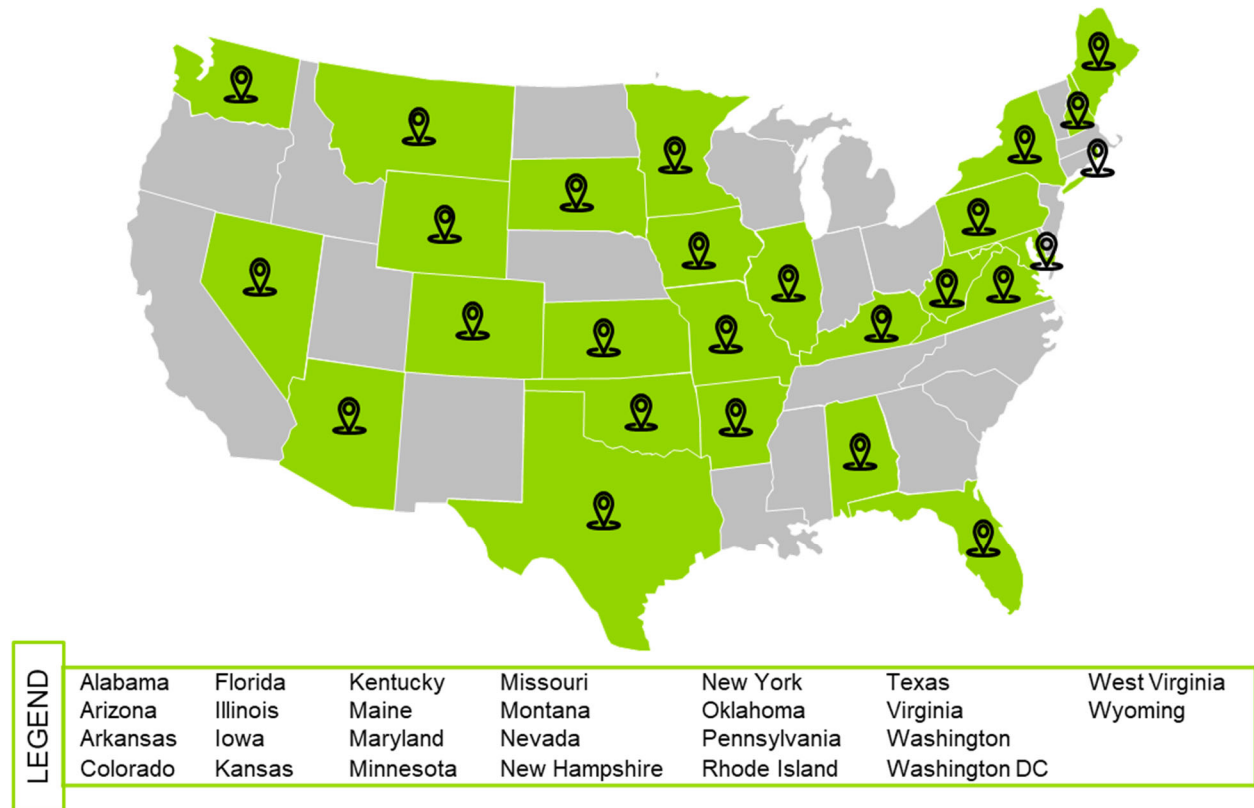 LEGEND
Alabama Florida Kentucky Missouri New York Texas West Virginia
Arizona Illinois Maine Montana Oklahoma Virginia Wyoming
Arkansas Iowa Maryland Nevada Pennsylvania Washington
Colorado Kansas Minnesota New Hampshire Rhode Island Washington DC